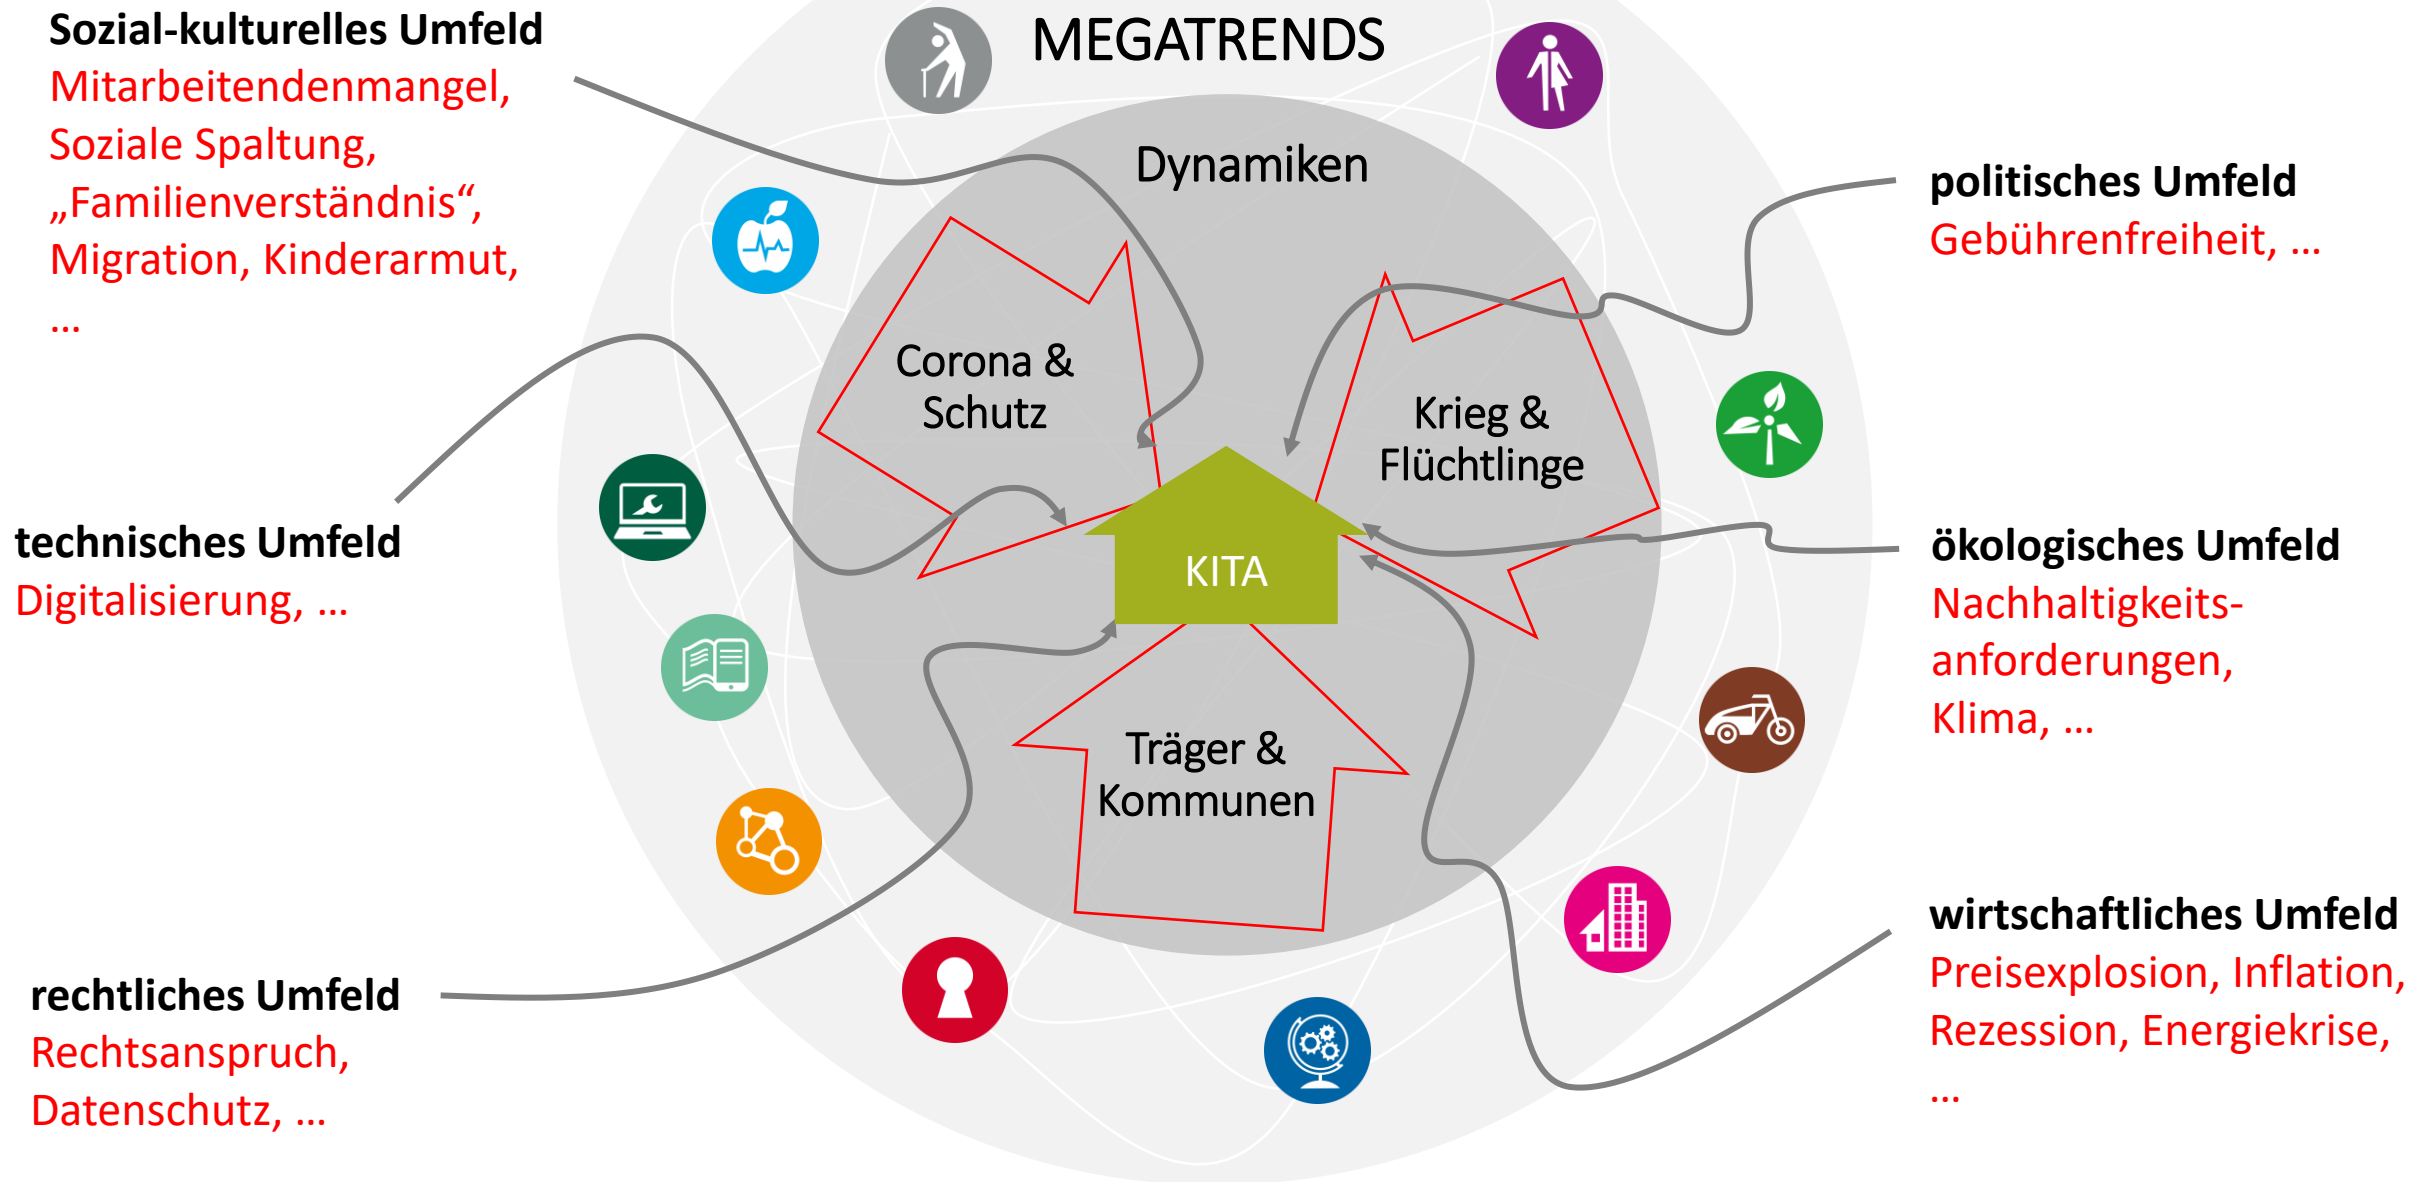 Sozial-kulturelles Umfeld
Mitarbeitendenmangel,
Soziale Spaltung,
„Familienverständnis“,
Migration, Kinderarmut,
...
technisches Umfeld
Digitalisierung, ...
rechtliches Umfeld
Rechtsanspruch,
Datenschutz, ...
MEGATRENDS
Dynamiken
Corona &
Schutz
Krieg &
Flüchtlinge
KITA
Träger &
Kommunen
politisches Umfeld
Gebührenfreiheit, ...
ökologisches Umfeld
Nachhaltigkeits-
anforderungen,
Klima, ...
wirtschaftliches Umfeld
Preisexplosion, Inflation,
Rezession, Energiekrise,
...